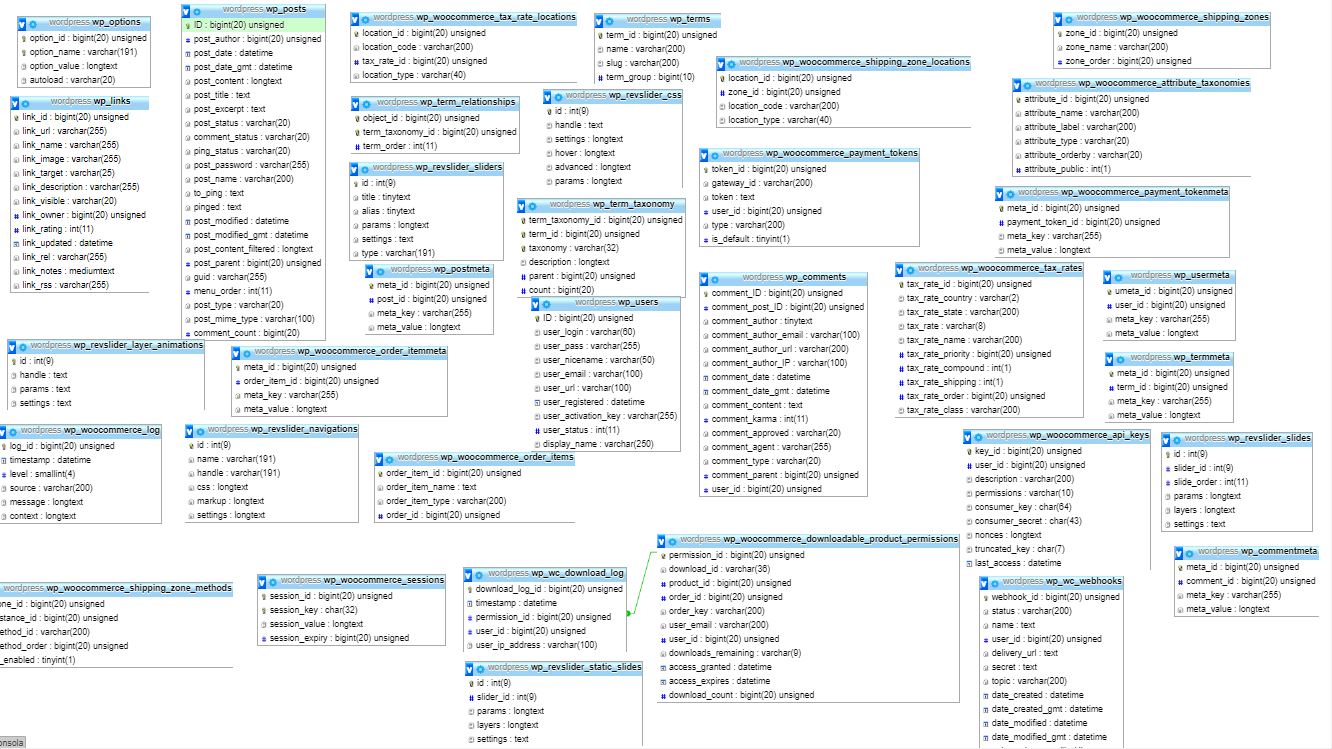 wordpress wp_options
option_id : bigint(20) unsigned
option_name : varchar(191)
option_value : longtext
autoload : varchar(20)
wordpress wp_links
link_id : bigint(20) unsigned
link_url : varchar(255)
link_name : varchar(255)
link_image : varchar(255)
link_target : varchar(25)
link_description : varchar(255)
link_visible : varchar(20)
link_owner : bigint(20) unsigned
link_rating : int(11)
link_updated : datetime
link_rel : varchar(255)
link_notes : mediumtext
link_rss : varchar(255)
wordpress wp_posts
ID : bigint(20) unsigned
post_author : bigint(20) unsigned
post_date : datetime
post_date_gmt : datetime
post_content : longtext
post_title : text
post_excerpt : text
post_status : varchar(20)
comment_status : varchar(20)
ping_status : varchar(20)
post_password : varchar(255)
post_name : varchar(200)
to_ping : text
pinged : text
post_modified : datetime
post_modified_gmt : datetime
post_content_filtered : longtext
post_parent : bigint(20) unsigned
guid : varchar(255)
menu_order : int(11)
post_type : varchar(20)
post_mime_type : varchar(100)
comment_count : bigint(20)
wordpress wp_woocommerce_tax_rate_locations
location_id : bigint(20) unsigned
location_code : varchar(200)
tax_rate_id : bigint(20) unsigned
location_type : varchar(40)
wordpress wp_term_relationships
object_id : bigint(20) unsigned
term_taxonomy_id : bigint(20) unsigned
term_order : int(11)
wordpress wp_revslider_sliders
id : int(9)
title : tinytext
alias : tinytext
params : longtext
settings : text
type : varchar(191)
wordpress wp_postmeta
meta_id : bigint(20) unsigned
post_id : bigint(20) unsigned
meta_key : varchar(255)
meta_value : longtext
wordpress wp_terms
term_id : bigint(20) unsigned
name : varchar(200)
slug : varchar(200)
term_group : bigint(10)
wordpress wp_revslider_css
id : int(9)
handle : text
settings : longtext
hover : longtext
advanced : longtext
params : longtext
wordpress wp_term_taxonomy
term_taxonomy_id : bigint(20) unsigned
term_id : bigint(20) unsigned
taxonomy : varchar(32)
description : longtext
parent : bigint(20) unsigned
count : bigint(20)
wordpress wp_users
ID : bigint(20) unsigned
user_login : varchar(60)
user_pass : varchar(255)
user_nicename : varchar(50)
user_email : varchar(100)
user_url : varchar(100)
user_registered : datetime
user_activation_key : varchar(255)
user_status : int(11)
display_name : varchar(250)
wordpress wp_woocommerce_shipping_zone_locations
location_id : bigint(20) unsigned
zone_id : bigint(20) unsigned
location_code : varchar(200)
location_type : varchar(40)
wordpress wp_woocommerce_payment_tokens
token_id : bigint(20) unsigned
gateway_id : varchar(200)
token : text
user_id : bigint(20) unsigned
type : varchar(200)
is_default : tinyint(1)
wordpress wp_comments
comment_ID : bigint(20) unsigned
comment_post_ID : bigint(20) unsigned
comment_author : tinytext
comment_author_email : varchar(100)
comment_author_url : varchar(200)
comment_author_IP : varchar(100)
comment_date : datetime
comment_date_gmt : datetime
comment_content : text
comment_karma : int(11)
comment_approved : varchar(20)
comment_agent : varchar(255)
comment_type : varchar(20)
comment_parent : bigint(20) unsigned
user_id : bigint(20) unsigned
wordpress wp_woocommerce_shipping_zones
zone_id : bigint(20) unsigned
zone_name : varchar(200)
zone_order : bigint(20) unsigned
wordpress wp_woocommerce_attribute_taxonomies
attribute_id : bigint(20) unsigned
attribute_name : varchar(200)
attribute_label : varchar(200)
attribute_type : varchar(20)
attribute_orderby : varchar(20)
attribute_public : int(1)
wordpress wp_woocommerce_payment_tokenmeta
meta_id : bigint(20) unsigned
payment_token_id : bigint(20) unsigned
meta_key : varchar(255)
meta_value : longtext
wordpress wp_woocommerce_tax_rates
tax_rate_id : bigint(20) unsigned
tax_rate_country : varchar(2)
tax_rate_state : varchar(200)
tax_rate : varchar(8)
tax_rate_name : varchar(200)
tax_rate_priority : bigint(20) unsigned
tax_rate_compound : int(1)
tax_rate_shipping : int(1)
tax_rate_order : bigint(20) unsigned
tax_rate_class : varchar(200)
wordpress wp_usermeta
umeta_id : bigint(20) unsigned
user_id : bigint(20) unsigned
meta_key : varchar(255)
meta_value : longtext
wordpress wp_termmeta
meta_id : bigint(20) unsigned
term_id : bigint(20) unsigned
meta_key : varchar(255)
meta_value : longtext
wordpress wp_revslider_layer_animations
id : int(9)
handle : text
params : text
settings : text
wordpress wp_woocommerce_order_itemmeta
meta_id : bigint(20) unsigned
order_item_id : bigint(20) unsigned
meta_key : varchar(255)
meta_value : longtext
wordpress wp_woocommerce_log
log_id : bigint(20) unsigned
timestamp : datetime
level : smallint(4)
source : varchar(200)
message : longtext
context : longtext
wordpress wp_revslider_navigations
id : int(9)
name : varchar(191)
handle : varchar(191)
css : longtext
markup : longtext
settings : longtext
wordpress wp_woocommerce_order_items
order_item_id : bigint(20) unsigned
order_item_name : text
order_item_type : varchar(200)
order_id : bigint(20) unsigned
wordpress wp_woocommerce_api_keys
key_id : bigint(20) unsigned
user_id : bigint(20) unsigned
description : varchar(200)
permissions : varchar(10)
consumer_key : char(64)
consumer_secret : char(43)
nonces : longtext
truncated_key : char(7)
last_access : datetime
wordpress wp_revslider_slides
id : int(9)
slider_id : int(9)
slide_order : int(11)
params : longtext
layers : longtext
settings : text
wordpress wp_commentmeta
meta_id : bigint(20) unsigned
comment_id : bigint(20) unsigned
meta_key : varchar(255)
meta_value : longtext
wordpress wp_woocommerce_shipping_zone_methods
one_id : bigint(20) unsigned
stance_id : bigint(20) unsigned
ethod_id : varchar(200)
ethod_order : bigint(20) unsigned
_enabled : tinyint(1)
wordpress wp_woocommerce_sessions
session_id : bigint(20) unsigned
session_key : char(32)
session_value : longtext
session_expiry : bigint(20) unsigned
wordpress wp_wc_download_log
download_log_id : bigint(20) unsigned
timestamp : datetime
permission_id : bigint(20) unsigned
user_id : bigint(20) unsigned
user_ip_address : varchar(100)
wordpress wp_revslider_static_slides
id : int(9)
slider_id : int(9)
params : longtext
layers : longtext
settings : text
wordpress wp_woocommerce_downloadable_product_permissions
permission_id : bigint(20) unsigned
download_id : varchar(36)
product_id : bigint(20) unsigned
order_id : bigint(20) unsigned
order_key : varchar(200)
user_email : varchar(200)
user_id : bigint(20) unsigned
downloads_remaining : varchar(9)
access_granted : datetime
access_expires : datetime
download_count : bigint(20) unsigned
wordpress wp_wc_webhooks
webhook_id : bigint(20) unsigned
status : varchar(200)
name : text
user_id : bigint(20) unsigned
delivery_url : text
secret : text
topic : varchar(200)
date_created : datetime
date_created_gmt : datetime
date_modified : datetime
date_modified_gmt : datetime
onsola